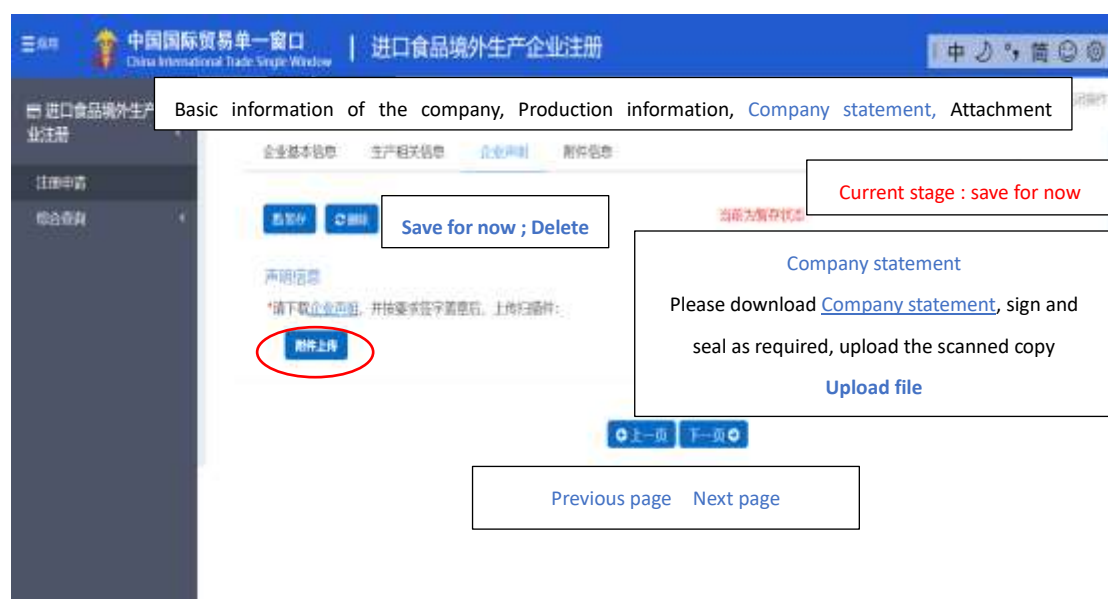 中国国际贸易单一窗口 | 进口食品境外生产企业注册
China International Trade Single Window
中 简
进口食品境外生产
业注册
Basic information of the company, Production information, Company statement, Attachment
企业基本信息 生产相关信息 企业声明 附件信息
注册申请
综合查询
暂存 删除
Save for now ; Delete
当前为暂存状态
Current stage : save for now
声明信息
*请下载企业声明，并按要求签字盖章后，上传扫描件：
附件上传
Company statement
Please download Company statement, sign and
seal as required, upload the scanned copy
Upload file
上一页 下一页
Previous page Next page